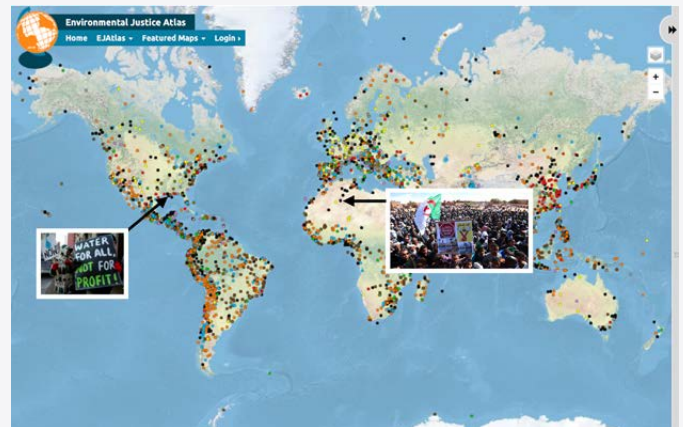 Environmental Justice Atlas
Home EJAtlas Featured Maps Login ›
+
−
WATER
FOR ALL,
NOT FOR
PROFIT!